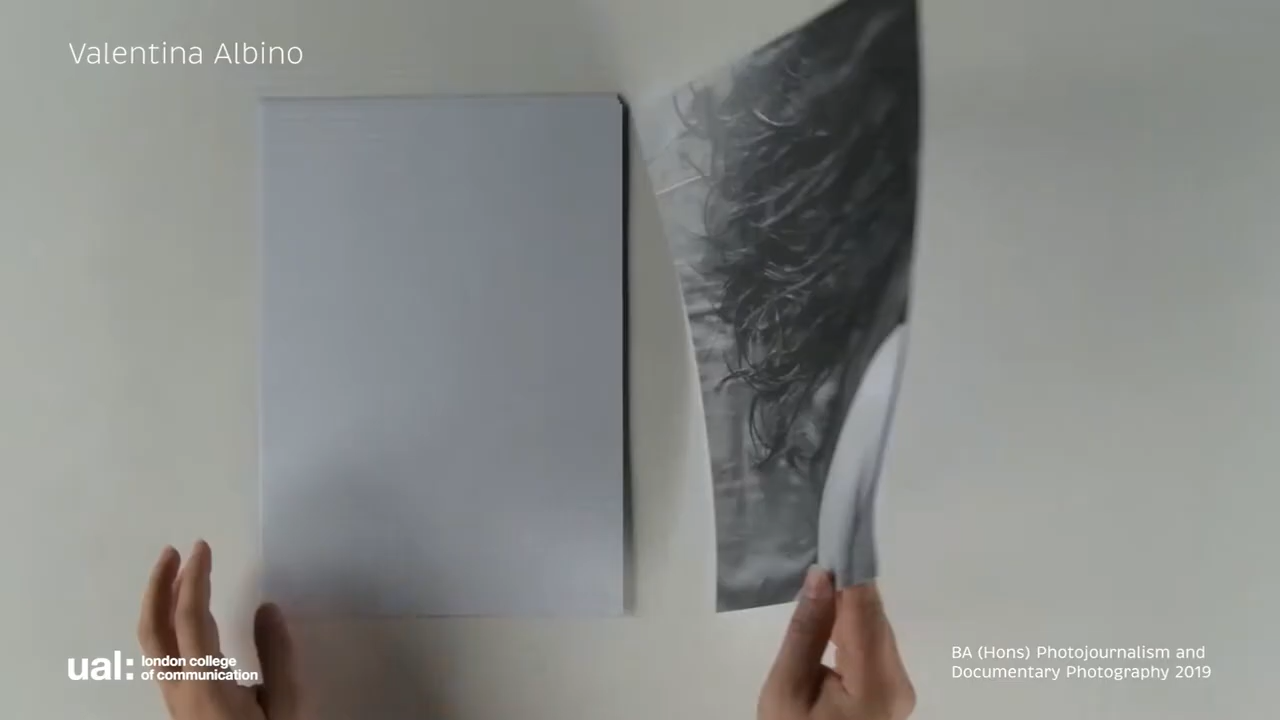 Valentina Albino
ual: london college
of communication
BA (Hons) Photojournalism and
Documentary Photography 2019